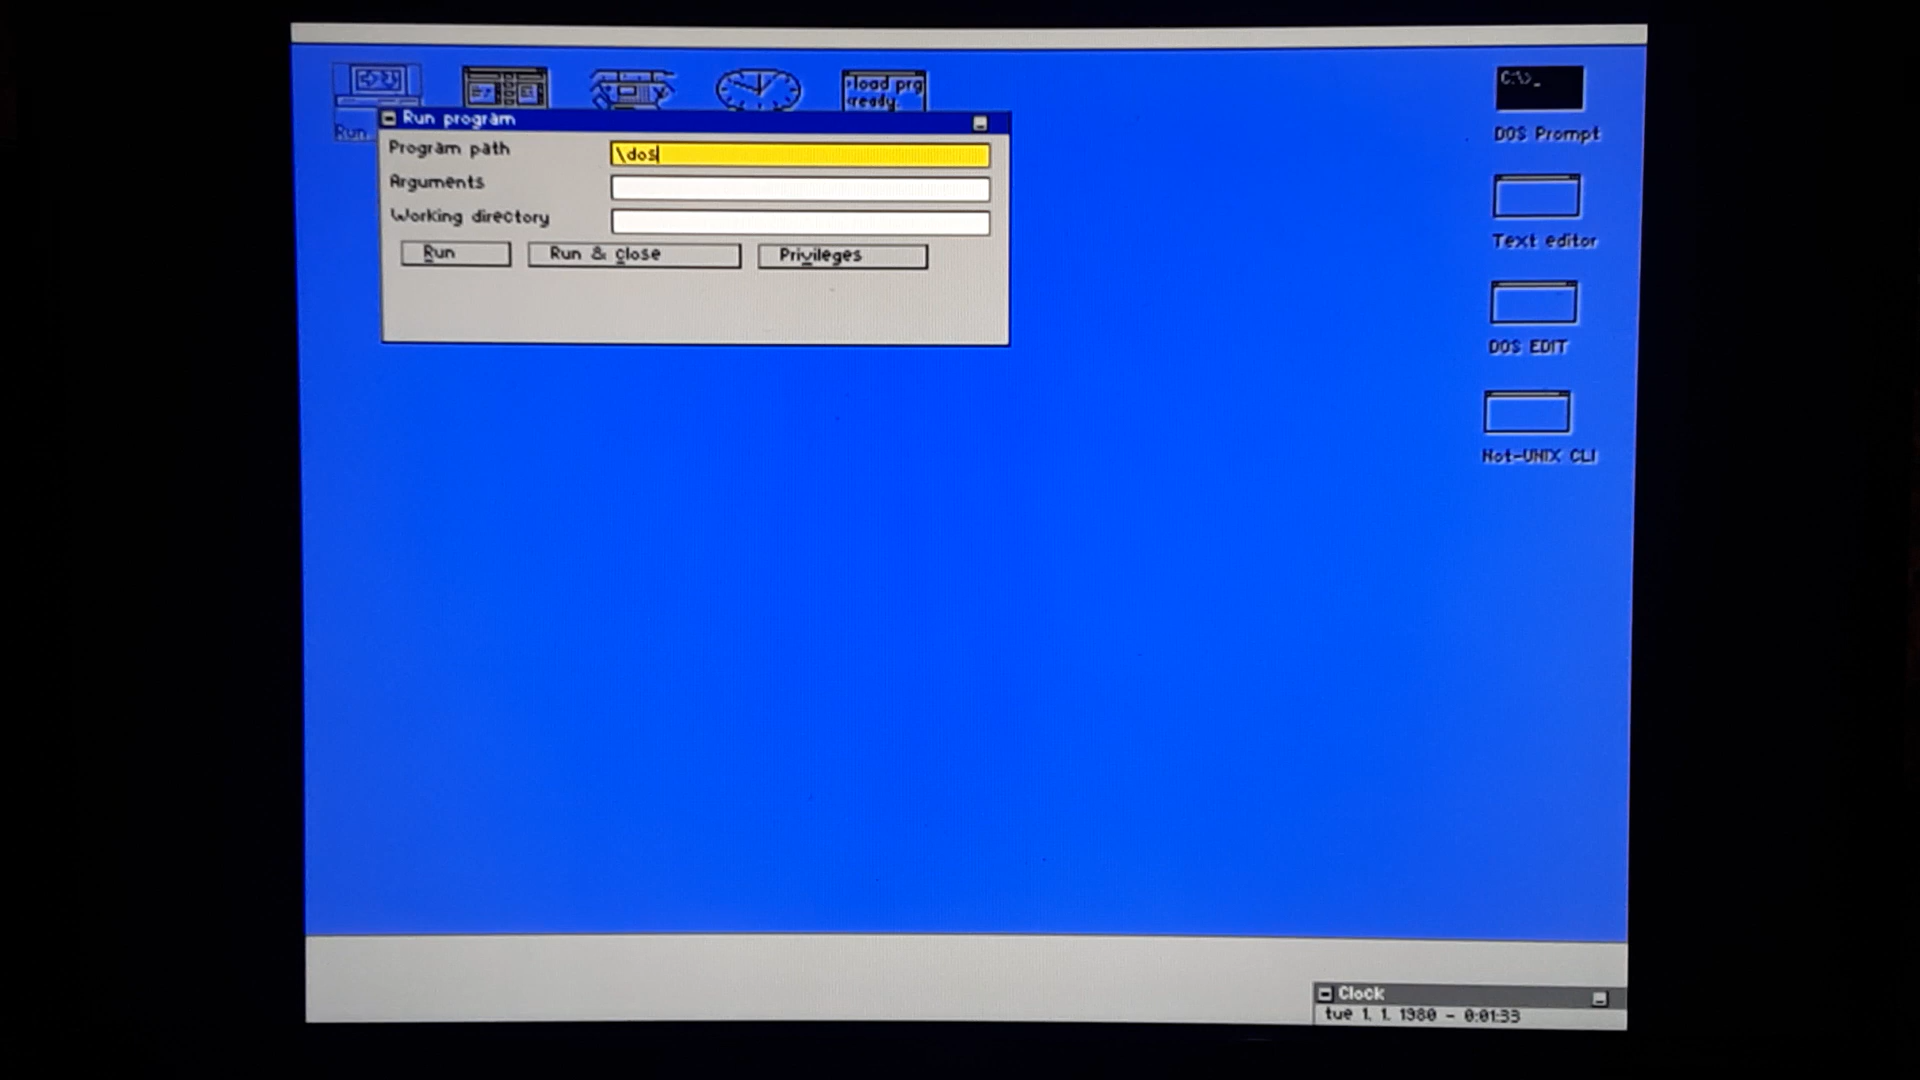 load prg
ready.
C:\>_
Run
Run program
DOS Prompt
Program path
\dos
Arguments
Working directory
Run
Run & close
Privileges
Text editor
DOS EDIT
Not-UNIX CLI
Clock
tue 1. 1. 1980 - 0:01:33